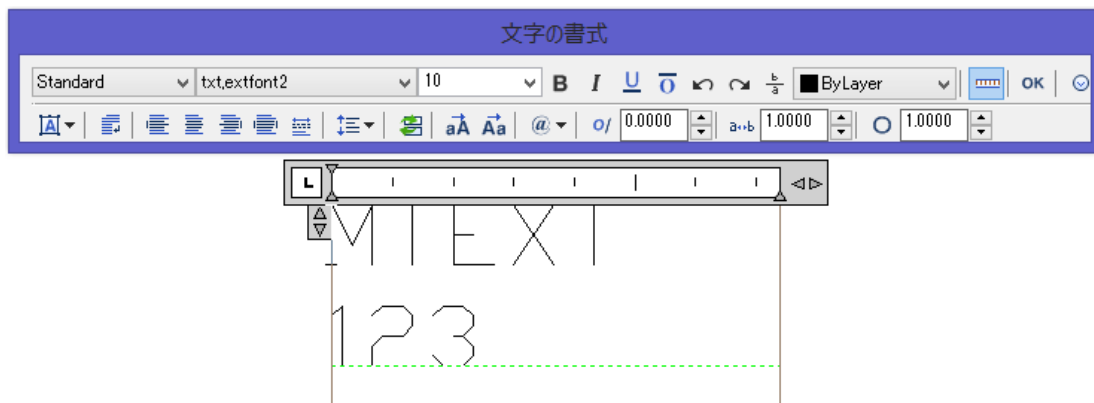 文字の書式
Standard txt,extfont2 10 B I U O b/a ByLayer OK
A aA Aa @ 0/ 0.0000 a↔b 1.0000 O 1.0000
L
MTEXT
123